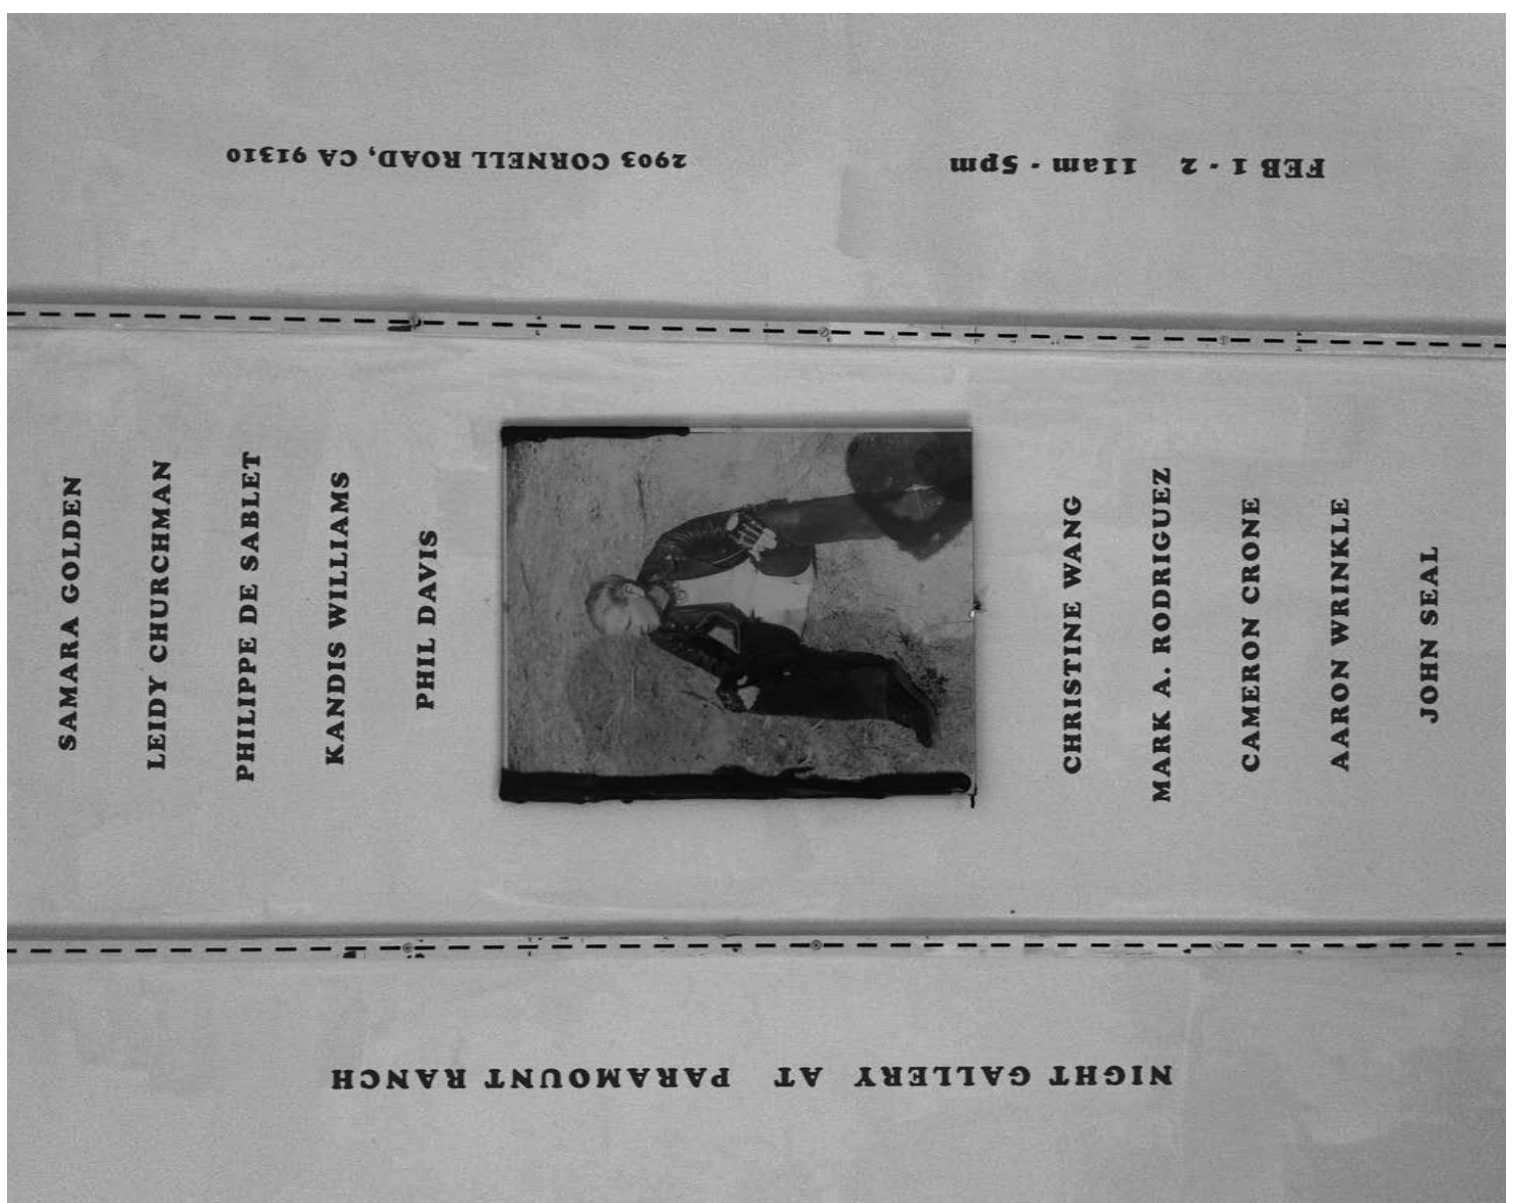 NIGHT GALLERY AT PARAMOUNT RANCH
SAMARA GOLDEN
LEIDY CHURCHMAN
PHILIPPE DE SABLET
KANDIS WILLIAMS
PHIL DAVIS
CHRISTINE WANG
MARK A. RODRIGUEZ
CAMERON CRONE
AARON WRINKLE
JOHN SEAL
FEB 1 - 2 11am - 5pm
2903 CORNELL ROAD, CA 91310